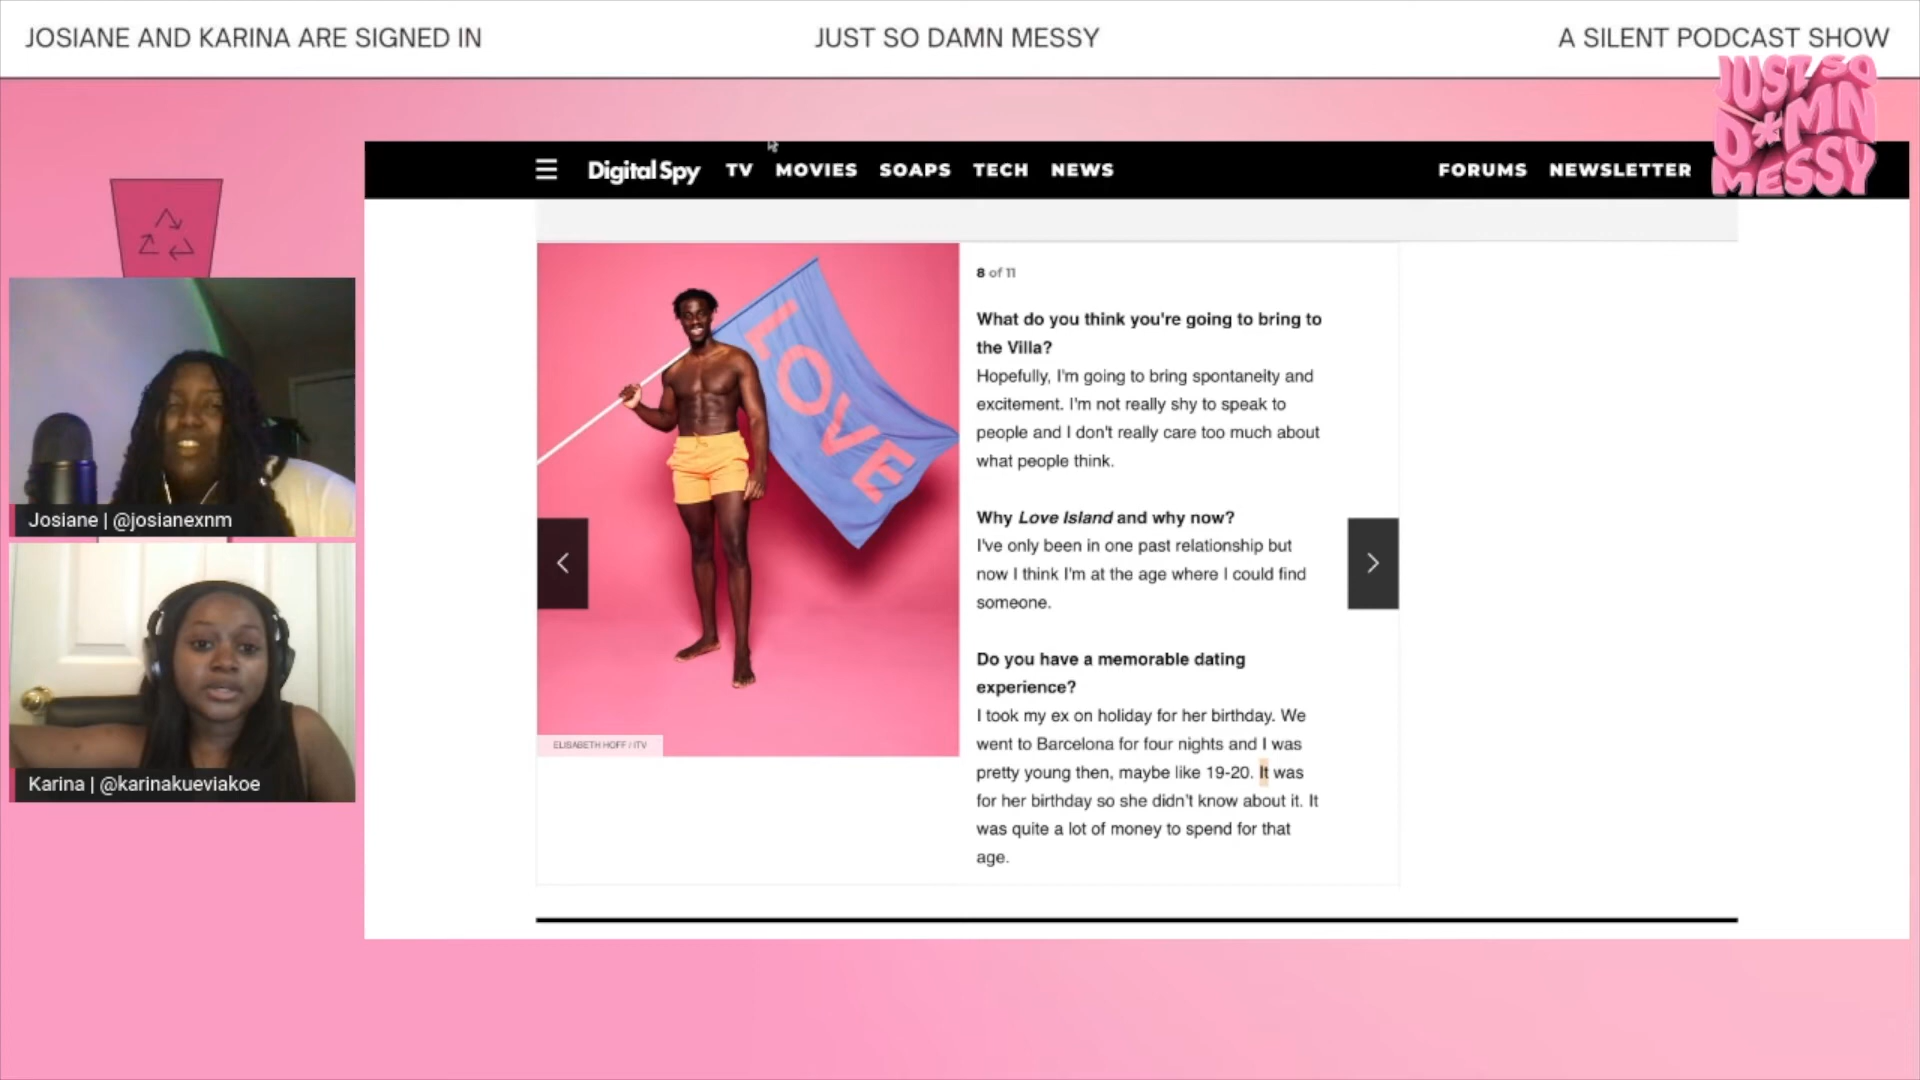 JOSIANE AND KARINA ARE SIGNED IN
JUST SO DAMN MESSY
A SILENT PODCAST SHOW
JUST SO
D*MN
MESSY
Digital Spy
TV
MOVIES
SOAPS
TECH
NEWS
FORUMS
NEWSLETTER
LOVE
ELISABETH HOFF / ITV
8 of 11
What do you think you're going to bring to
the Villa?
Hopefully, I'm going to bring spontaneity and
excitement. I'm not really shy to speak to
people and I don't really care too much about
what people think.
Why Love Island and why now?
I've only been in one past relationship but
now I think I'm at the age where I could find
someone.
Do you have a memorable dating
experience?
I took my ex on holiday for her birthday. We
went to Barcelona for four nights and I was
pretty young then, maybe like 19-20. It was
for her birthday so she didn't know about it. It
was quite a lot of money to spend for that
age.
Josiane | @josianexnm
Karina | @karinakueviakoe